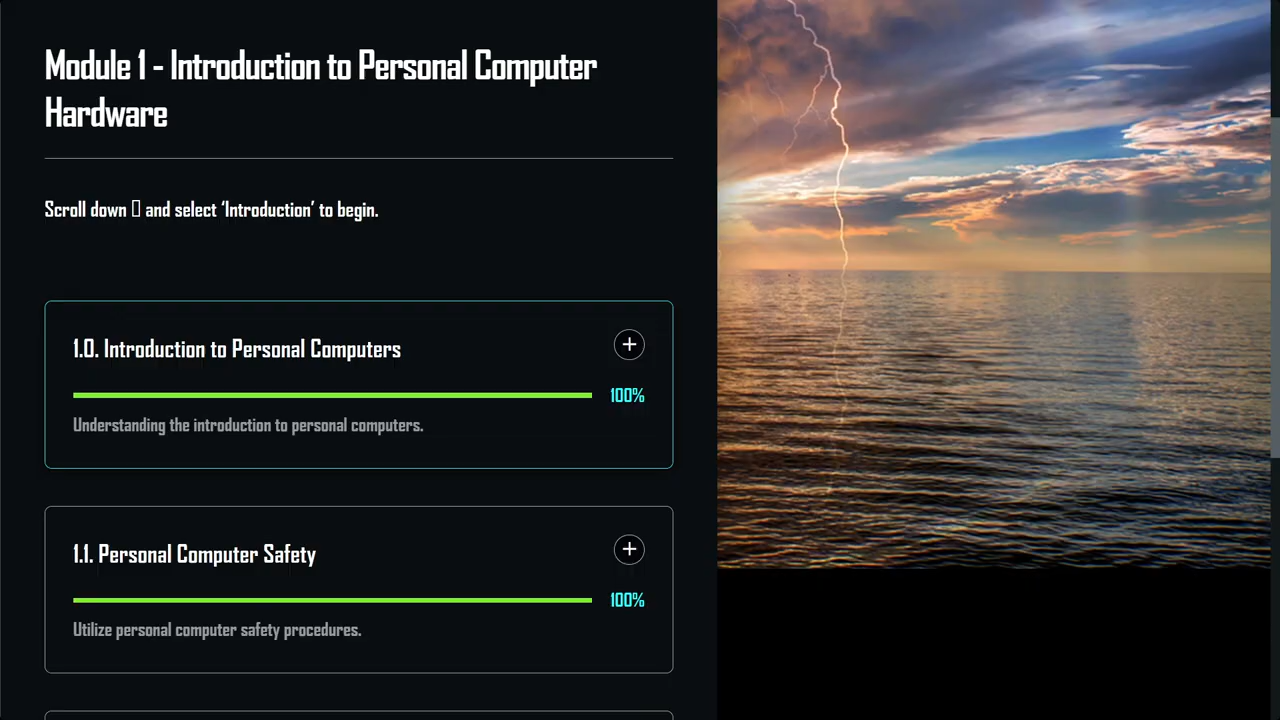 Module 1 - Introduction to Personal Computer
Hardware
Scroll down ▯ and select ‘Introduction’ to begin.
1.0. Introduction to Personal Computers
100%
Understanding the introduction to personal computers.
1.1. Personal Computer Safety
100%
Utilize personal computer safety procedures.